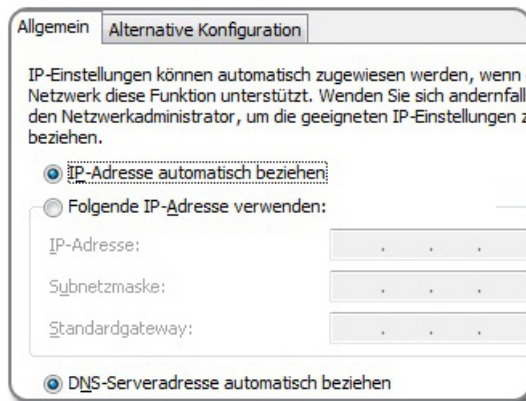 Allgemein Alternative Konfiguration
IP-Einstellungen können automatisch zugewiesen werden, wenn
Netzwerk diese Funktion unterstützt. Wenden Sie sich andernfall
den Netzwerkadministrator, um die geeigneten IP-Einstellungen z
beziehen.
IP-Adresse automatisch beziehen
Folgende IP-Adresse verwenden:
IP-Adresse: . . .
Subnetzmaske: . . .
Standardgateway: . . .
DNS-Serveradresse automatisch beziehen